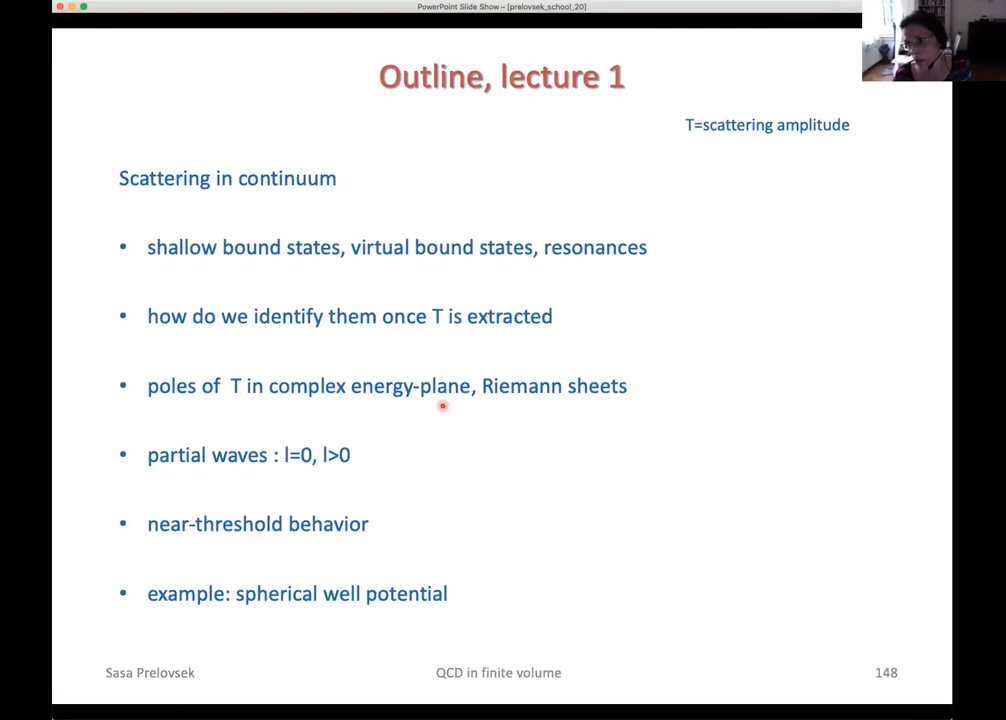 PowerPoint Slide Show – [prelovsek_school_20]
Outline, lecture 1
T=scattering amplitude
Scattering in continuum
• shallow bound states, virtual bound states, resonances
• how do we identify them once T is extracted
• poles of T in complex energy-plane, Riemann sheets
• partial waves : l=0, l>0
• near-threshold behavior
• example: spherical well potential
Sasa Prelovsek
QCD in finite volume
148